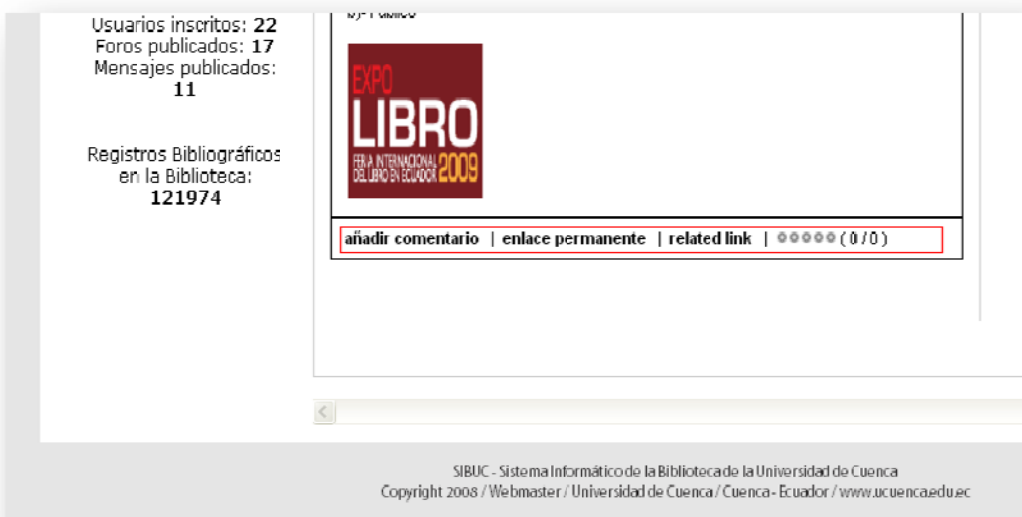 Usuarios inscritos: 22
Foros publicados: 17
Mensajes publicados:
11
Registros Bibliográficos
en la Biblioteca:
121974
EXPO
LIBRO
FERIA INTERNACIONAL
DEL LIBRO EN ECUADOR 2009
añadir comentario | enlace permanente | related link | ( 0 / 0 )
SIBUC - Sistema Informático de la Biblioteca de la Universidad de Cuenca
Copyright 2008 / Webmaster / Universidad de Cuenca / Cuenca - Ecuador / www.ucuenca.edu.ec